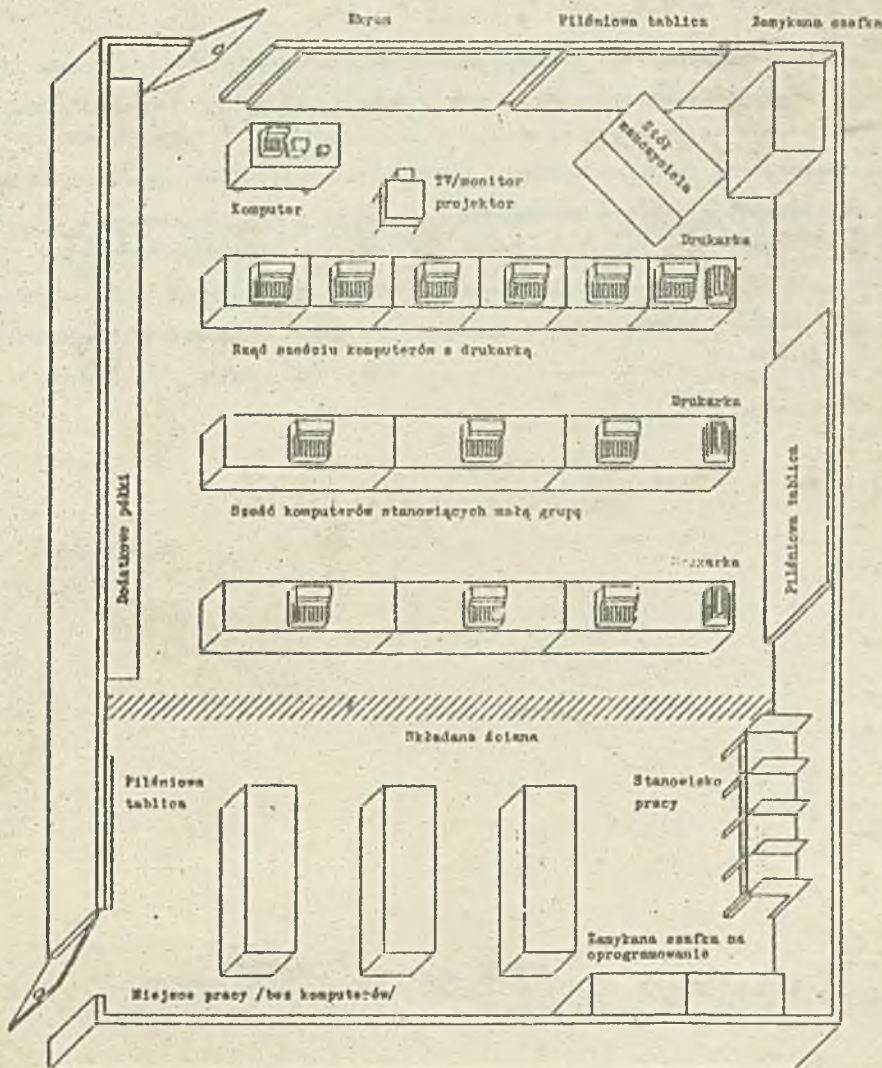 Ekran
Pilśniowa tablica
Zamykana szafka
Stół
nauczyciela
TV/monitor
projektor
Komputer
Drukarka
Rząd sześciu komputerów z drukarką
Drukarka
Sześć komputerów stanowiących małą grupę
Drukarka
Dodatkowe półki
Pilśniowa tablica
Składana ściana
Pilśniowa
tablica
Stanowisko
pracy
Zamykana szafka na
oprogramowanie
Miejsce pracy /bez komputerów/